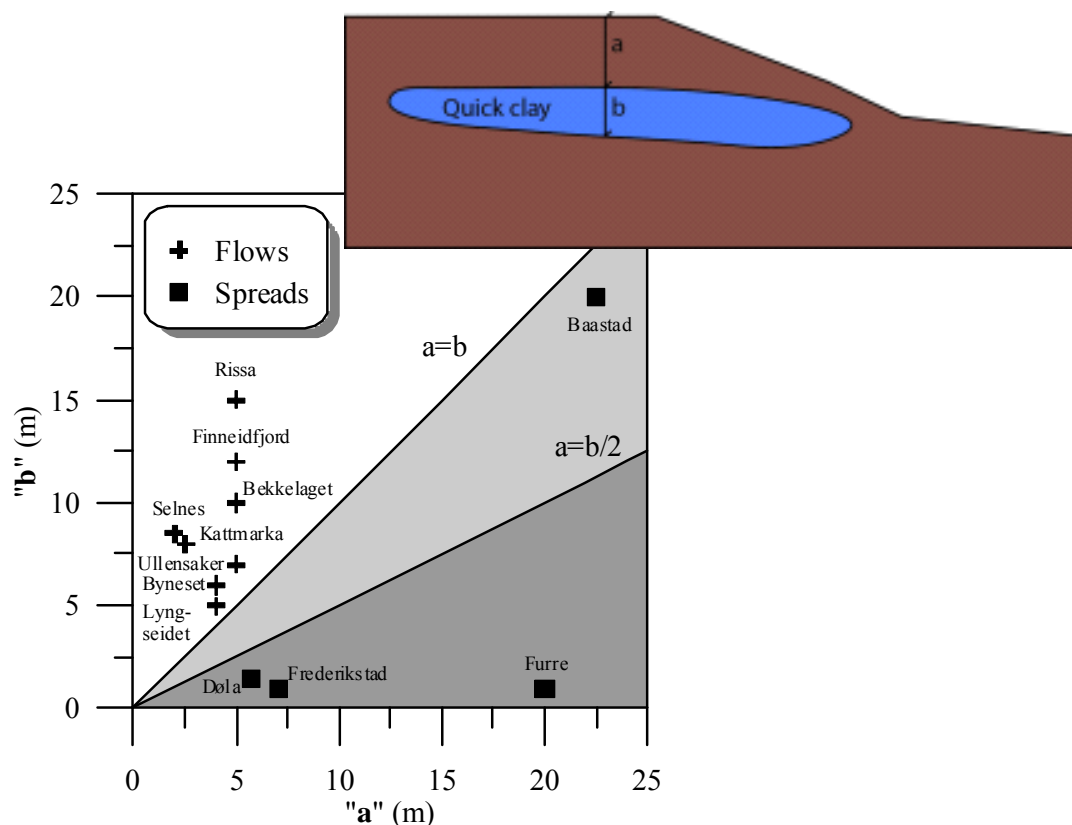 a
Quick clay
b
25
20
15
10
5
0
"b" (m)
Flows
Spreads
a=b
a=b/2
Baastad
Rissa
Finneidfjord
Bekkelaget
Selnes
Kattmarka
Ullensaker
Byneset
Lyng-
seidet
Døla
Frederikstad
Furre
0 5 10 15 20 25
"a" (m)